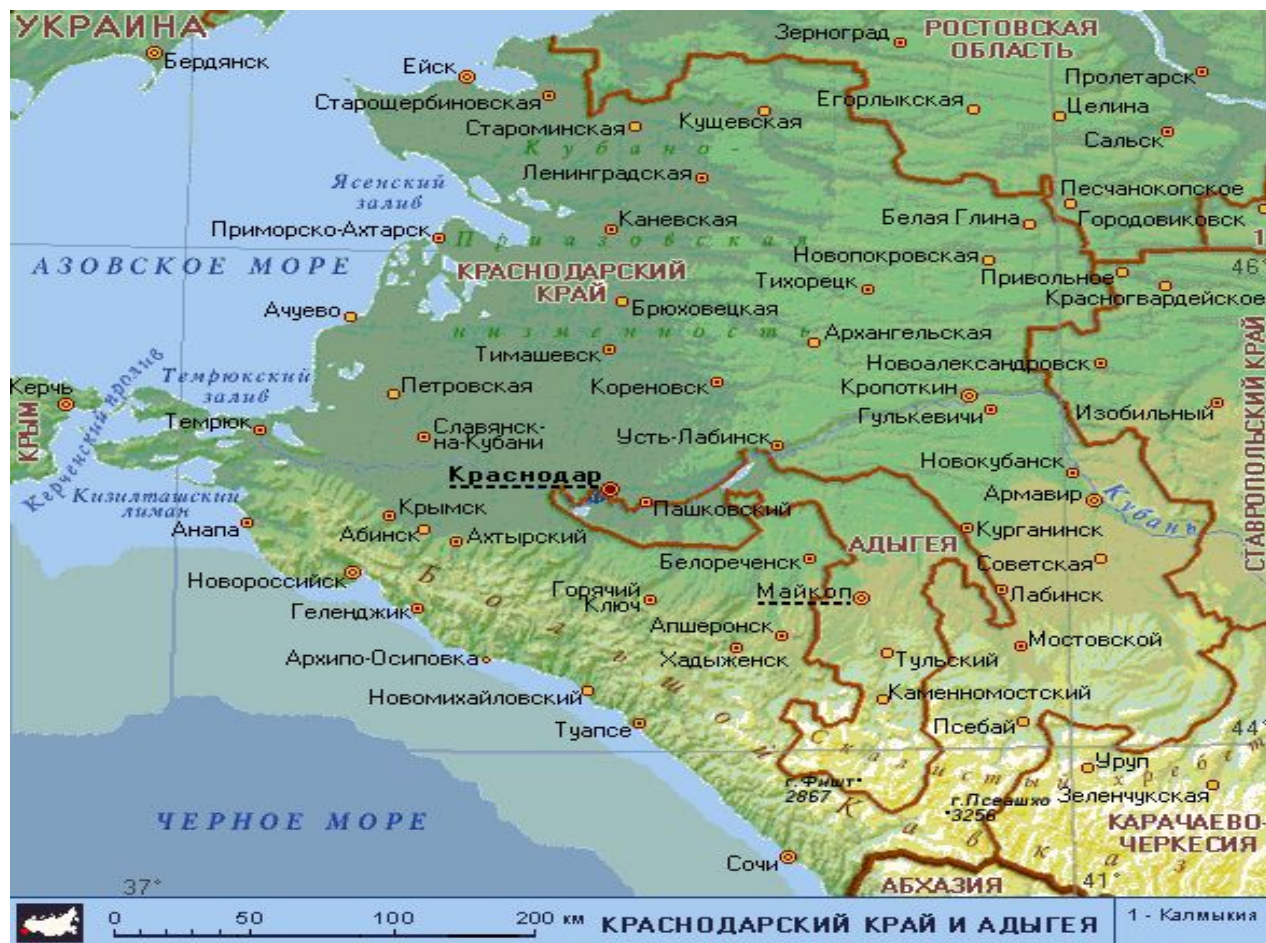 УКРАИНА
Бердянск
Ейск
Зерноград
РОСТОВСКАЯ
ОБЛАСТЬ
Пролетарск
Старощербиновская
Егорлыкская
Целина
Староминская
Кущевская
Сальск
Кубано-
Ленинградская
Ясенский
залив
Песчанокопское
Приморско-Ахтарск
Каневская
Белая Глина
Городовиковск
Приазовская
1
АЗОВСКОЕ МОРЕ
КРАСНОДАРСКИЙ
КРАЙ
Новопокровская
Тихорецк
Привольное
46°
Красногвардейское
Ачуево
Брюховецкая
низменность
Архангельская
Тимашевск
Новоалександровск
Керчь
КРЫМ
Керченский пролив
Темрюкский
залив
Петровская
Кореновск
Кропоткин
Гулькевичи
Изобильный
СТАВРОПОЛЬСКИЙ КРАЙ
Темрюк
Славянск-
на-Кубани
Усть-Лабинск
Новокубанск
Краснодар
Кизилташский
лиман
Крымск
Пашковский
Армавир
Кубань
Анапа
Абинск
Ахтырский
АДЫГЕЯ
Курганинск
Белореченск
Советская
Новороссийск
Горячий
Ключ
Майкоп
Лабинск
Геленджик
Апшеронск
Мостовской
Архипо-Осиповка
Хадыженск
Тульский
Новомихайловский
Каменномостский
Туапсе
Псебай
44°
Большой Кавказ
Скалистый хребет
Уруп
г.Фишт
2867
г.Псеашхо
3256
Зеленчукская
ЧЕРНОЕ МОРЕ
КАРАЧАЕВО-
ЧЕРКЕСИЯ
Сочи
37°
АБХАЗИЯ
41°
0 50 100 200 км
КРАСНОДАРСКИЙ КРАЙ И АДЫГЕЯ
1 - Калмыкия